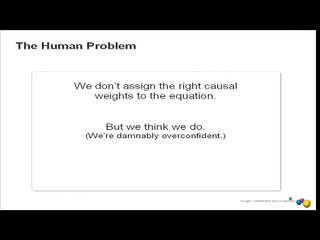 The Human Problem
We don't assign the right causal
weights to the equation.
But we think we do.
(We're damnably overconfident.)